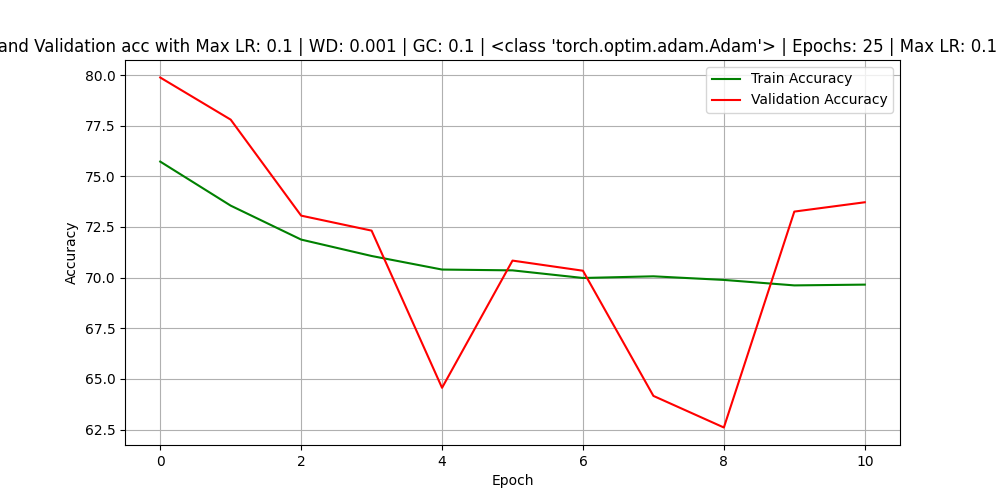 and Validation acc with Max LR: 0.1 | WD: 0.001 | GC: 0.1 | <class 'torch.optim.adam.Adam'> | Epochs: 25 | Max LR: 0.1
Train Accuracy
Validation Accuracy
80.0
77.5
75.0
72.5
70.0
67.5
65.0
62.5
Accuracy
0 2 4 6 8 10
Epoch